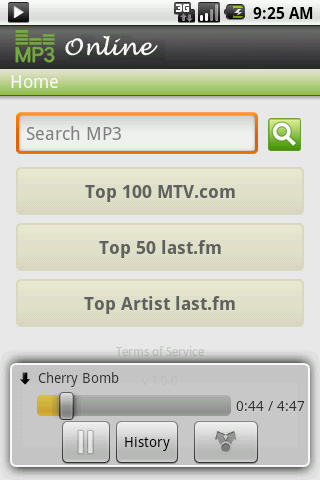 3G
9:25 AM
MP3 Online
Home
Search MP3
Top 100 MTV.com
Top 50 last.fm
Top Artist last.fm
Terms of Service
Cherry Bomb
v 1.0.0
0:44 / 4:47
History